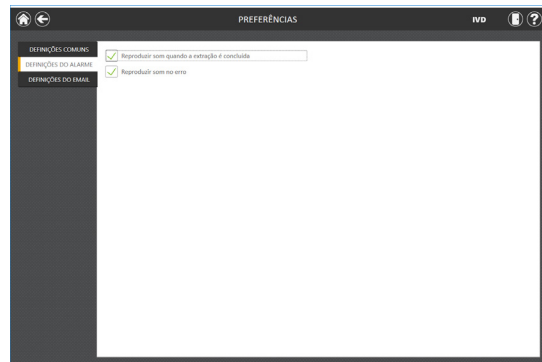 PREFERÊNCIAS
IVD
?
DEFINIÇÕES COMUNS
DEFINIÇÕES DO ALARME
DEFINIÇÕES DO EMAIL
Reproduzir som quando a extração é concluída
Reproduzir som no erro